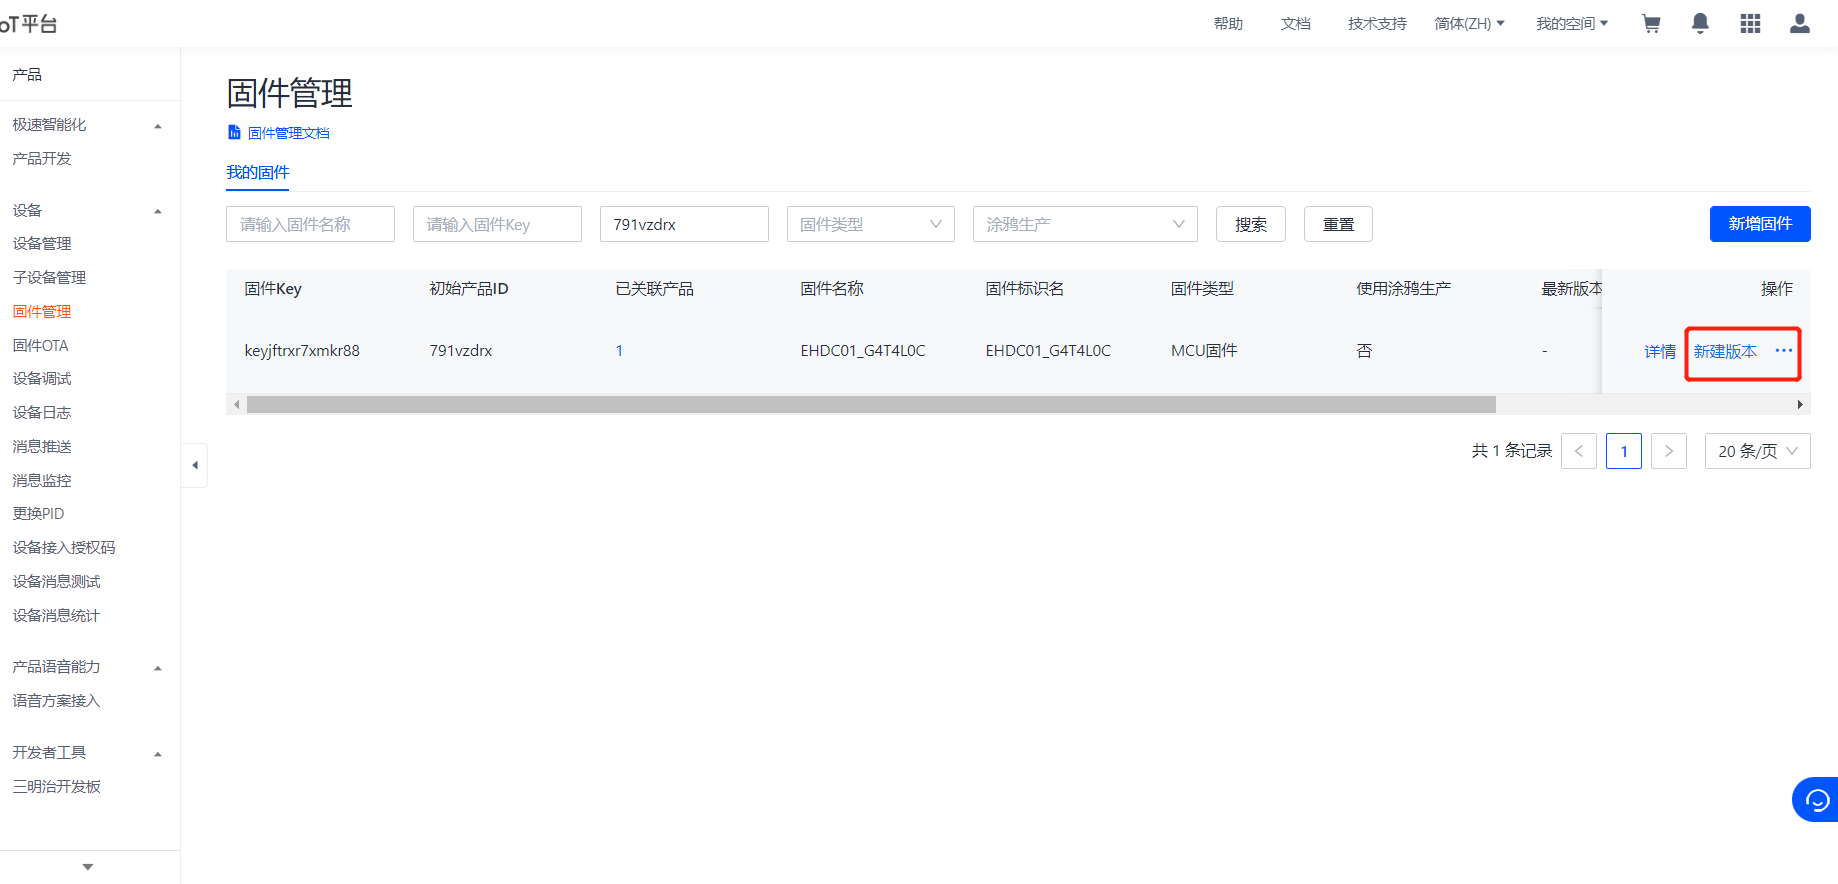 oT平台
帮助 文档 技术支持 简体(ZH) 我的空间
产品
极速智能化
产品开发
设备
设备管理
子设备管理
固件管理
固件OTA
设备调试
设备日志
消息推送
消息监控
更换PID
设备接入授权码
设备消息测试
设备消息统计
产品语音能力
语音方案接入
开发者工具
三明治开发板
固件管理
固件管理文档
我的固件
请输入固件名称 请输入固件Key 791vzdrx 固件类型 涂鸦生产 搜索 重置 新增固件
固件Key 初始产品ID 已关联产品 固件名称 固件标识名 固件类型 使用涂鸦生产 最新版本 操作
keyjftrxr7xmkr88 791vzdrx 1 EHDC01_G4T4L0C EHDC01_G4T4L0C MCU固件 否 - 详情 新建版本 ···
共 1 条记录 < 1 > 20 条/页